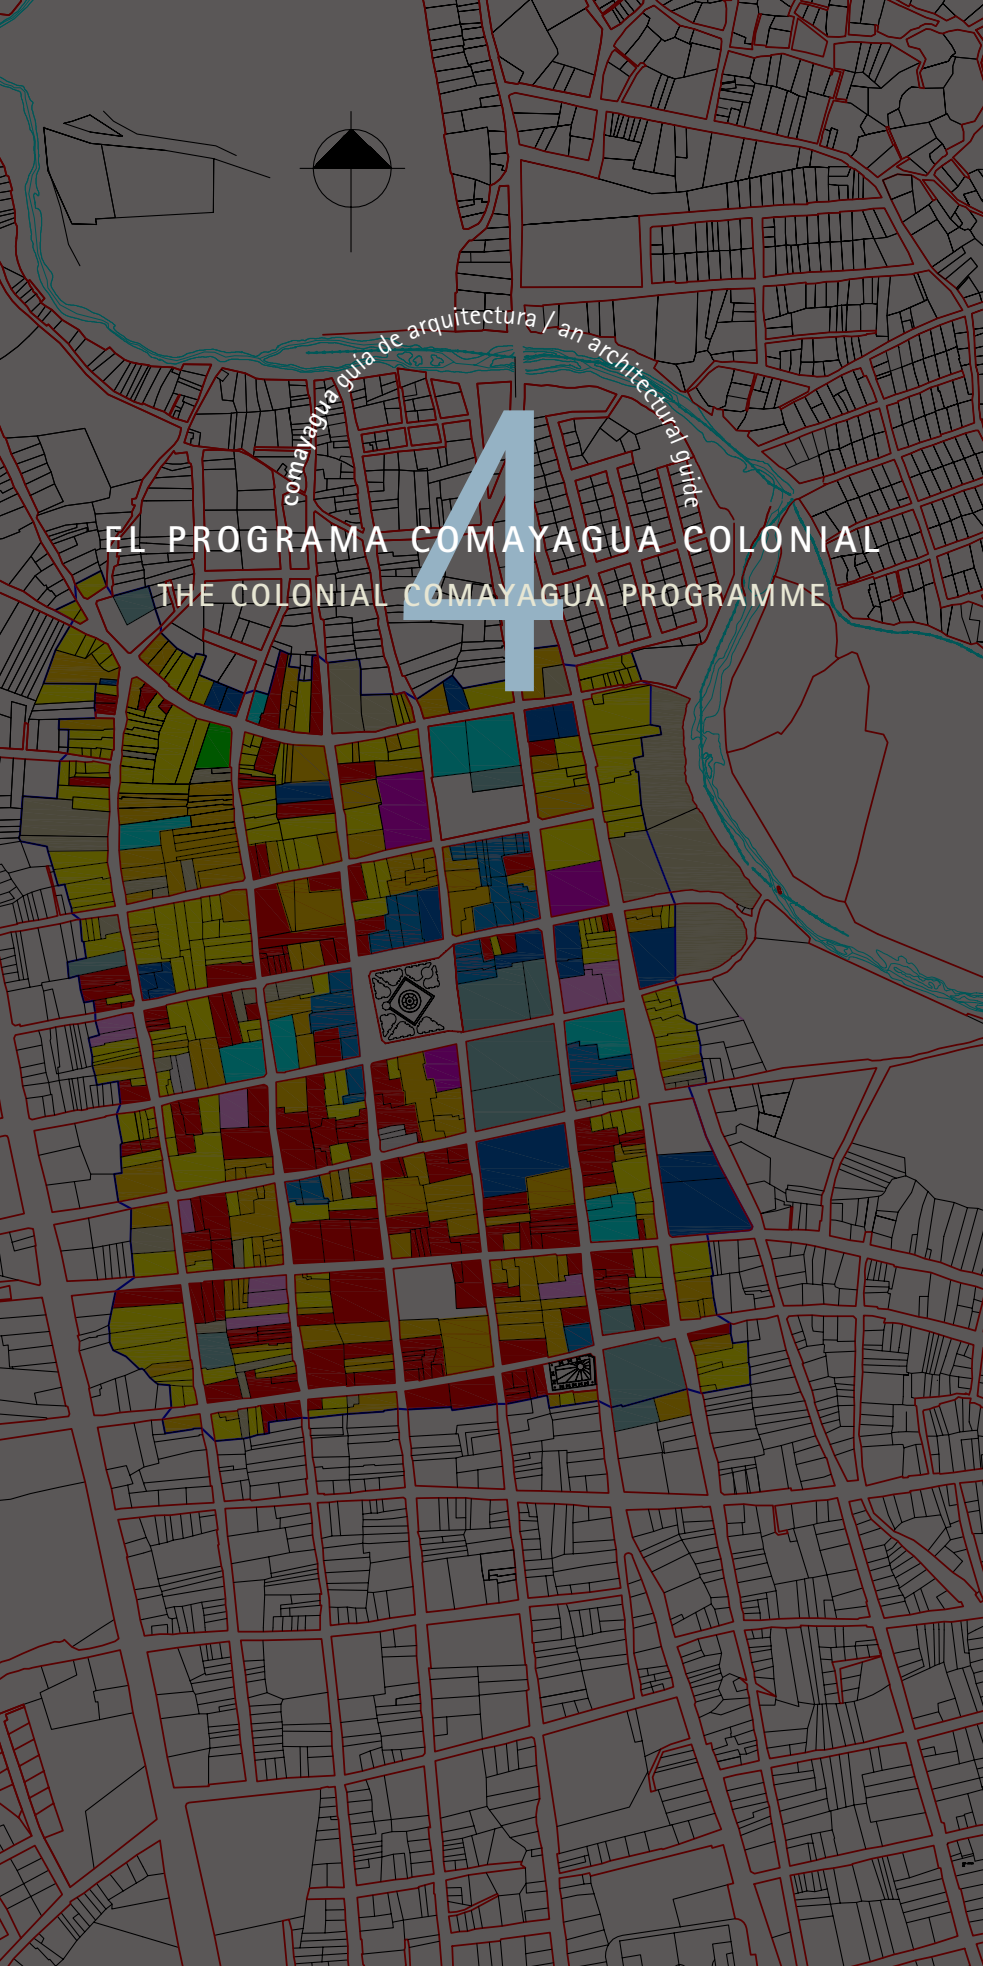 comayagua guía de arquitectura / an architectural guide
4
EL PROGRAMA COMAYAGUA COLONIAL
THE COLONIAL COMAYAGUA PROGRAMME